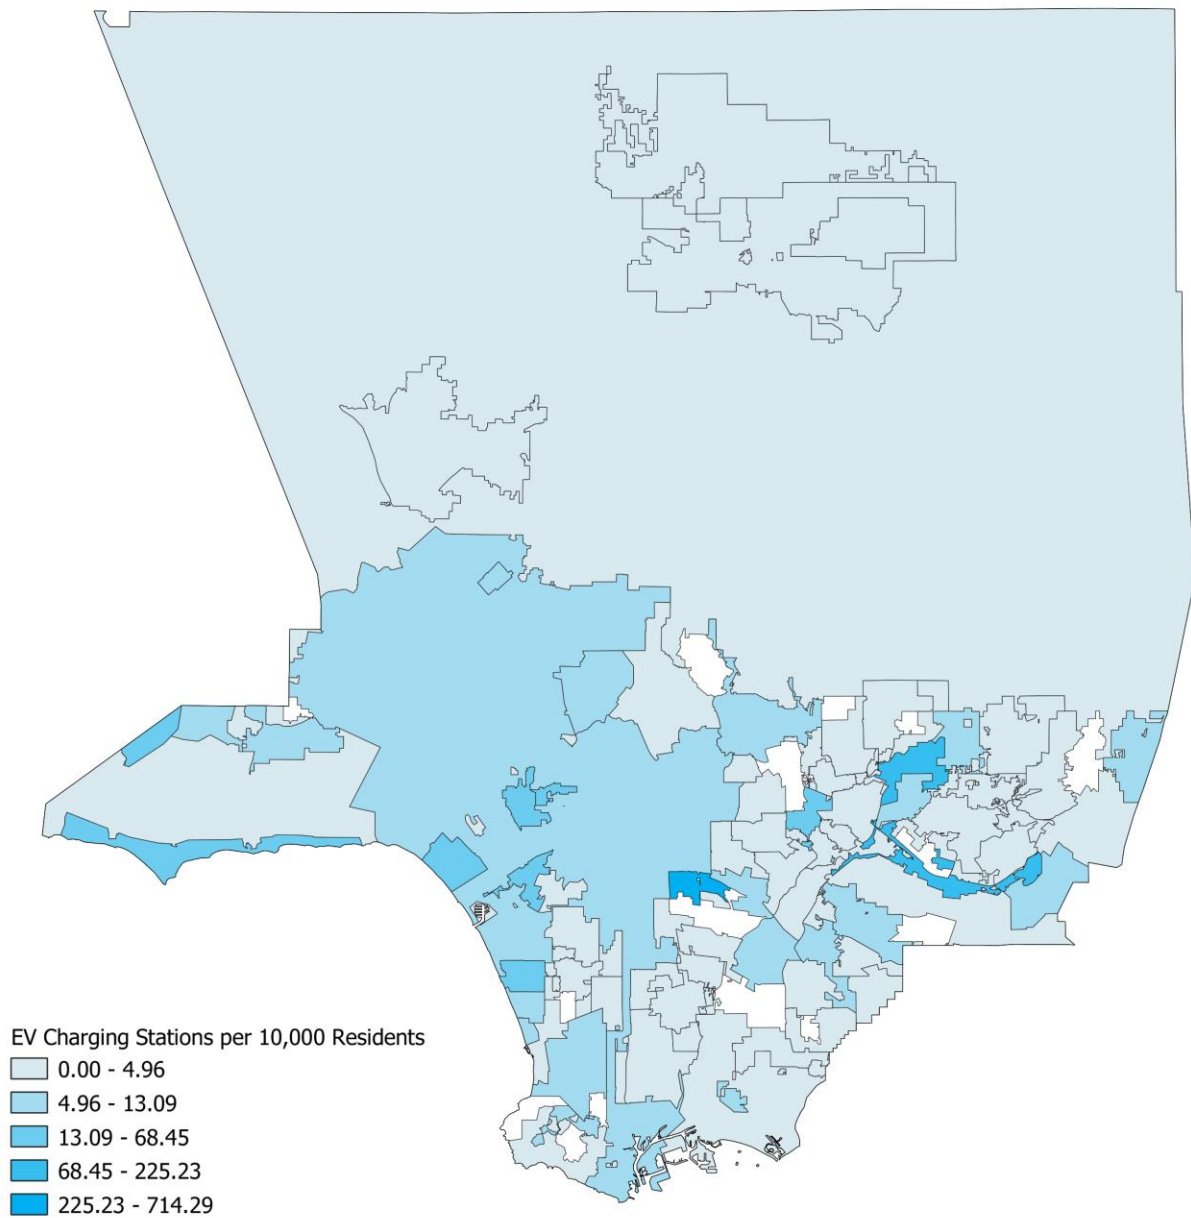 EV Charging Stations per 10,000 Residents
0.00 - 4.96
4.96 - 13.09
13.09 - 68.45
68.45 - 225.23
225.23 - 714.29